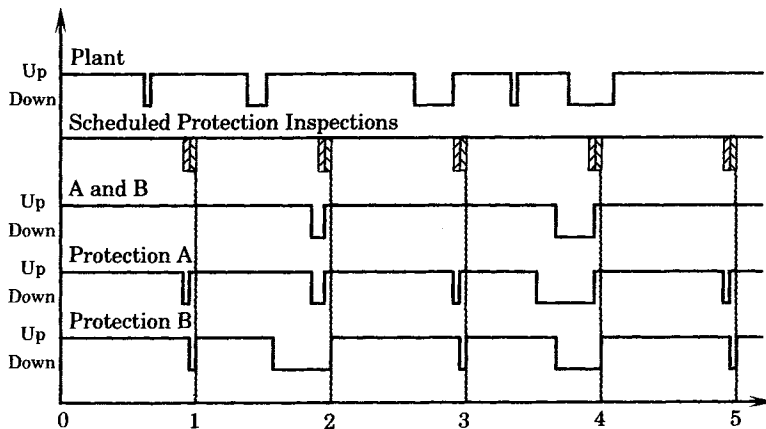 Plant
Up
Down
Scheduled Protection Inspections
A and B
Up
Down
Protection A
Up
Down
Protection B
Up
Down
0 1 2 3 4 5